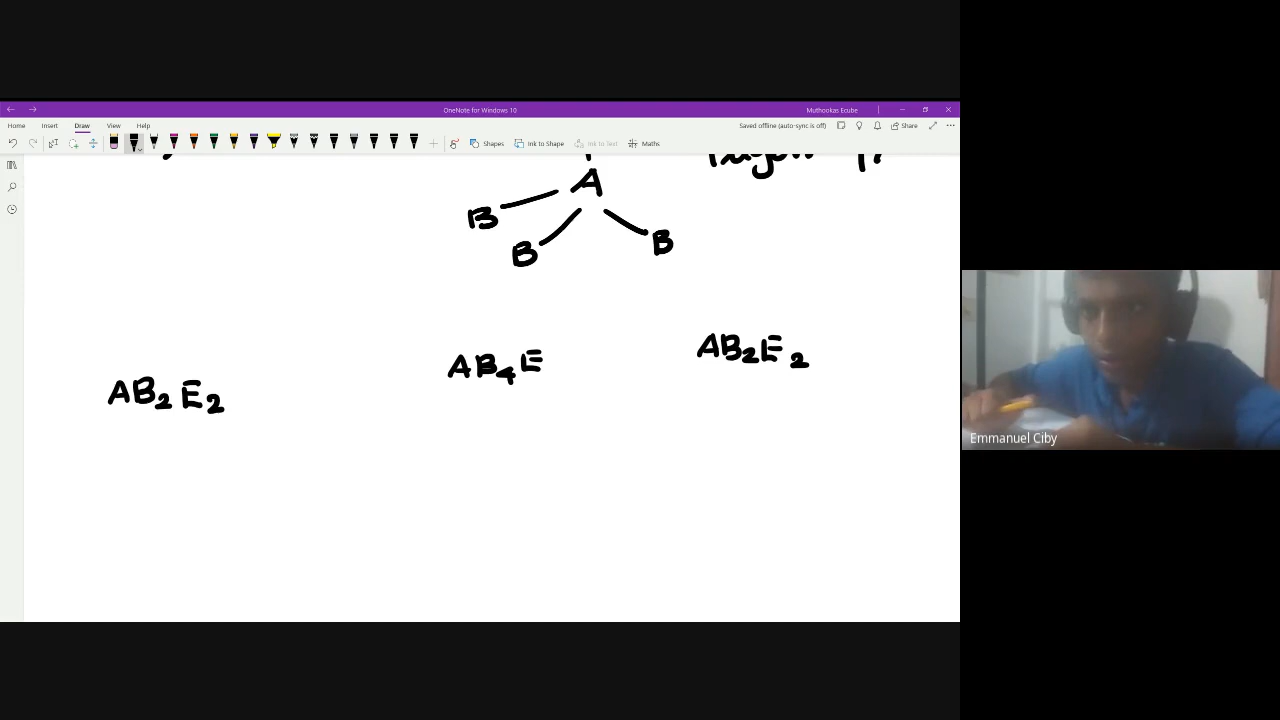 OneNote for Windows 10
Muthookas Ecube
Home Insert Draw View Help
Saved offline (auto-sync is off)
Share
Shapes
Ink to Shape
Ink to Text
Maths
A
B
B
B
AB4E
AB2E2
AB2E2
Emmanuel Ciby